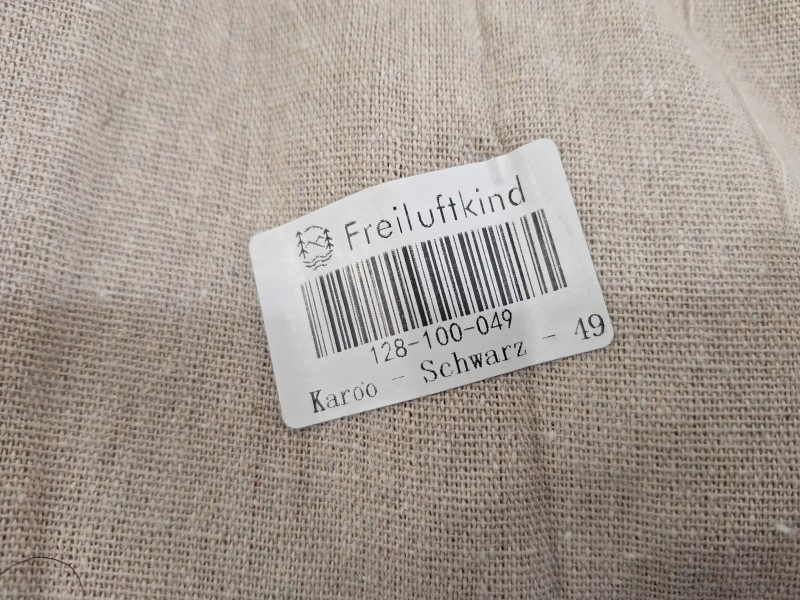 Freiluftkind
128-100-049
Karoo - Schwarz - 49